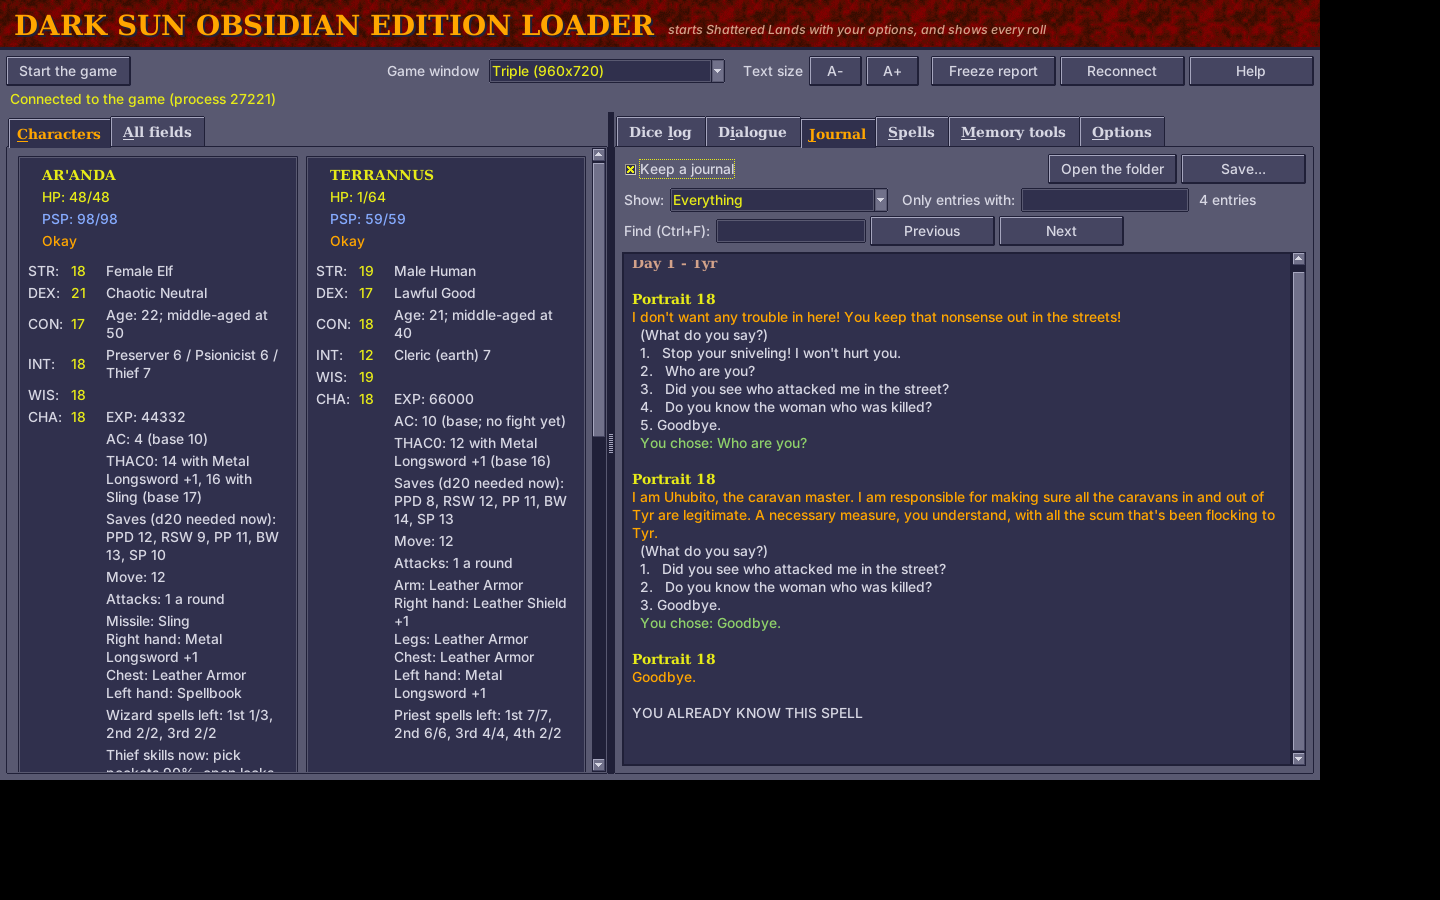 DARK SUN OBSIDIAN EDITION LOADER starts Shattered Lands with your options, and shows every roll
Start the game Game window Triple (960x720) Text size A- A+ Freeze report Reconnect Help
Connected to the game (process 27221)
Characters All fields
AR'ANDA
HP: 48/48
PSP: 98/98
Okay
STR: 18 Female Elf
DEX: 21 Chaotic Neutral
CON: 17 Age: 22; middle-aged at
50
INT: 18 Preserver 6 / Psionicist 6 /
Thief 7
WIS: 18
CHA: 18 EXP: 44332
AC: 4 (base 10)
THAC0: 14 with Metal
Longsword +1, 16 with
Sling (base 17)
Saves (d20 needed now):
PPD 12, RSW 9, PP 11, BW
13, SP 10
Move: 12
Attacks: 1 a round
Missile: Sling
Right hand: Metal
Longsword +1
Chest: Leather Armor
Left hand: Spellbook
Wizard spells left: 1st 1/3,
2nd 2/2, 3rd 2/2
Thief skills now: pick
pockets 90%, open locks
TERRANNUS
HP: 1/64
PSP: 59/59
Okay
STR: 19 Male Human
DEX: 17 Lawful Good
CON: 18 Age: 21; middle-aged at
40
INT: 12 Cleric (earth) 7
WIS: 19
CHA: 18 EXP: 66000
AC: 10 (base; no fight yet)
THAC0: 12 with Metal
Longsword +1 (base 16)
Saves (d20 needed now):
PPD 8, RSW 12, PP 11, BW
14, SP 13
Move: 12
Attacks: 1 a round
Arm: Leather Armor
Right hand: Leather Shield
+1
Legs: Leather Armor
Chest: Leather Armor
Left hand: Metal
Longsword +1
Priest spells left: 1st 7/7,
2nd 6/6, 3rd 4/4, 4th 2/2
Dice log Dialogue Journal Spells Memory tools Options
Keep a journal Open the folder Save...
Show: Everything Only entries with: 4 entries
Find (Ctrl+F): Previous Next
Day 1 - Tyr
Portrait 18
I don't want any trouble in here! You keep that nonsense out in the streets!
(What do you say?)
1. Stop your sniveling! I won't hurt you.
2. Who are you?
3. Did you see who attacked me in the street?
4. Do you know the woman who was killed?
5. Goodbye.
You chose: Who are you?
Portrait 18
I am Uhubito, the caravan master. I am responsible for making sure all the caravans in and out of
Tyr are legitimate. A necessary measure, you understand, with all the scum that's been flocking to
Tyr.
(What do you say?)
1. Did you see who attacked me in the street?
2. Do you know the woman who was killed?
3. Goodbye.
You chose: Goodbye.
Portrait 18
Goodbye.
YOU ALREADY KNOW THIS SPELL